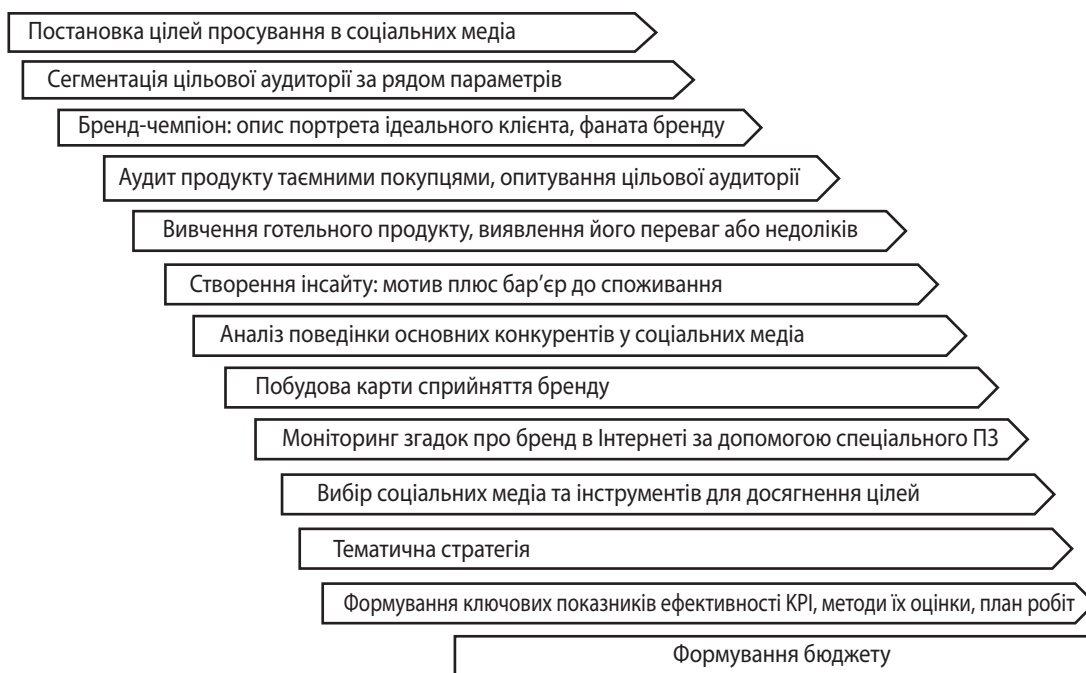 Постановка цілей просування в соціальних медіа
Сегментація цільової аудиторії за рядом параметрів
Бренд-чемпіон: опис портрета ідеального клієнта, фаната бренду
Аудит продукту таємними покупцями, опитування цільової аудиторії
Вивчення готельного продукту, виявлення його переваг або недоліків
Створення інсайту: мотив плюс бар’єр до споживання
Аналіз поведінки основних конкурентів у соціальних медіа
Побудова карти сприйняття бренду
Моніторинг згадок про бренд в Інтернеті за допомогою спеціального ПЗ
Вибір соціальних медіа та інструментів для досягнення цілей
Тематична стратегія
Формування ключових показників ефективності KPI, методи їх оцінки, план робіт
Формування бюджету